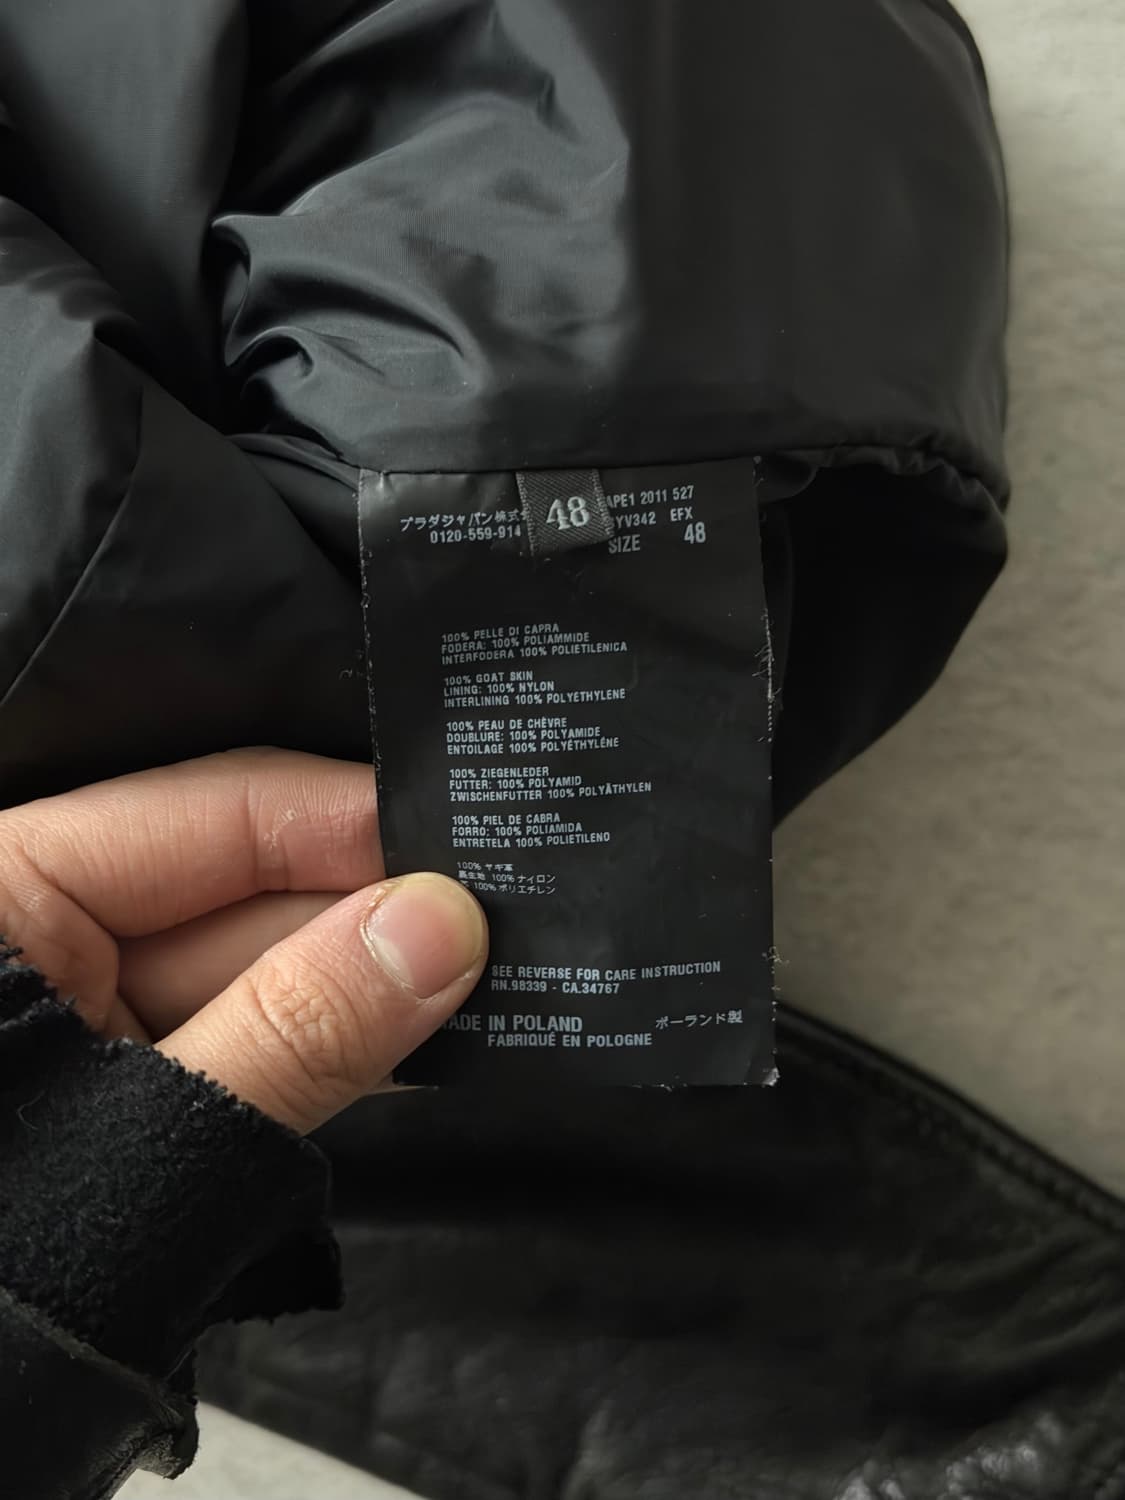 プラダジャパン株式
0120-559-914
48
APE1 2011 527
YV342 EFX
SIZE 48
100% PELLE DI CAPRA
FODERA: 100% POLIAMMIDE
INTERFODERA 100% POLIETILENICA
100% GOAT SKIN
LINING: 100% NYLON
INTERLINING 100% POLYETHYLENE
100% PEAU DE CHÈVRE
DOUBLURE: 100% POLYAMIDE
ENTOILAGE 100% POLYÉTHYLÈNE
100% ZIEGENLEDER
FUTTER: 100% POLYAMID
ZWISCHENFUTTER 100% POLYÄTHYLEN
100% PIEL DE CABRA
FORRO: 100% POLIAMIDA
ENTRETELA 100% POLIETILENO
100% ヤギ革
裏生地 100% ナイロン
100% ポリエチレン
SEE REVERSE FOR CARE INSTRUCTION
RN.98339 - CA.34767
MADE IN POLAND ポーランド製
FABRIQUÉ EN POLOGNE